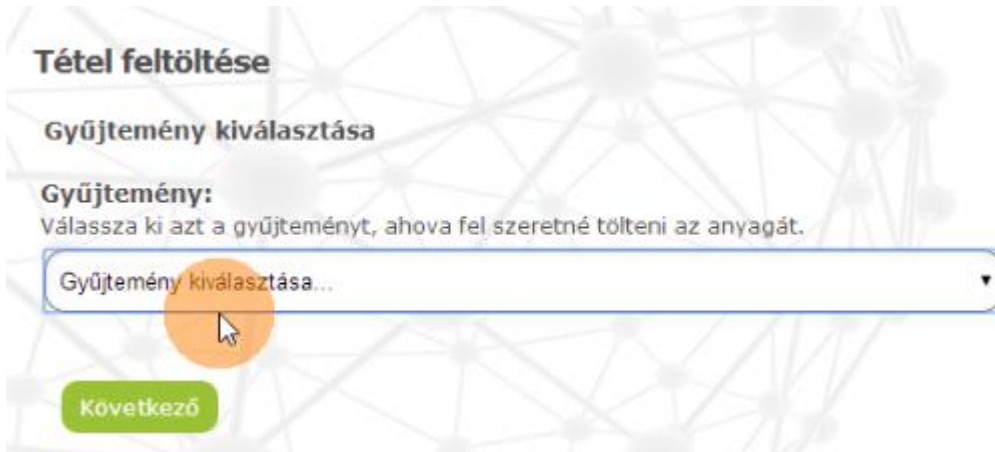 Tétel feltöltése
Gyűjtemény kiválasztása
Gyűjtemény:
Válassza ki azt a gyűjteményt, ahova fel szeretné tölteni az anyagát.
Gyűjtemény kiválasztása...
Következő